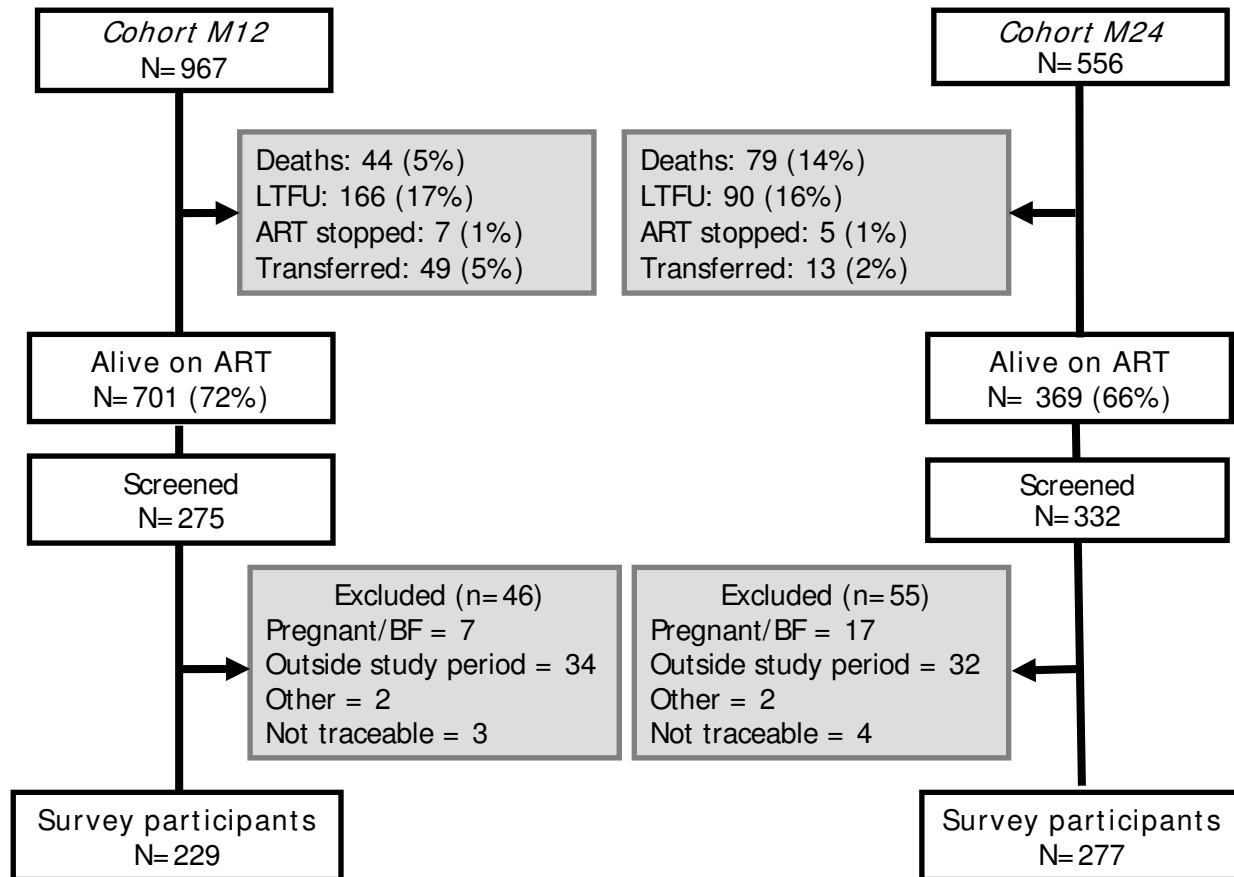 Cohort M12
N=967
Cohort M24
N=556
Deaths: 44 (5%)
LTFU: 166 (17%)
ART stopped: 7 (1%)
Transferred: 49 (5%)
Deaths: 79 (14%)
LTFU: 90 (16%)
ART stopped: 5 (1%)
Transferred: 13 (2%)
Alive on ART
N=701 (72%)
Alive on ART
N= 369 (66%)
Screened
N=275
Screened
N=332
Excluded (n=46)
Pregnant/BF = 7
Outside study period = 34
Other = 2
Not traceable = 3
Excluded (n=55)
Pregnant/BF = 17
Outside study period = 32
Other = 2
Not traceable = 4
Survey participants
N=229
Survey participants
N=277